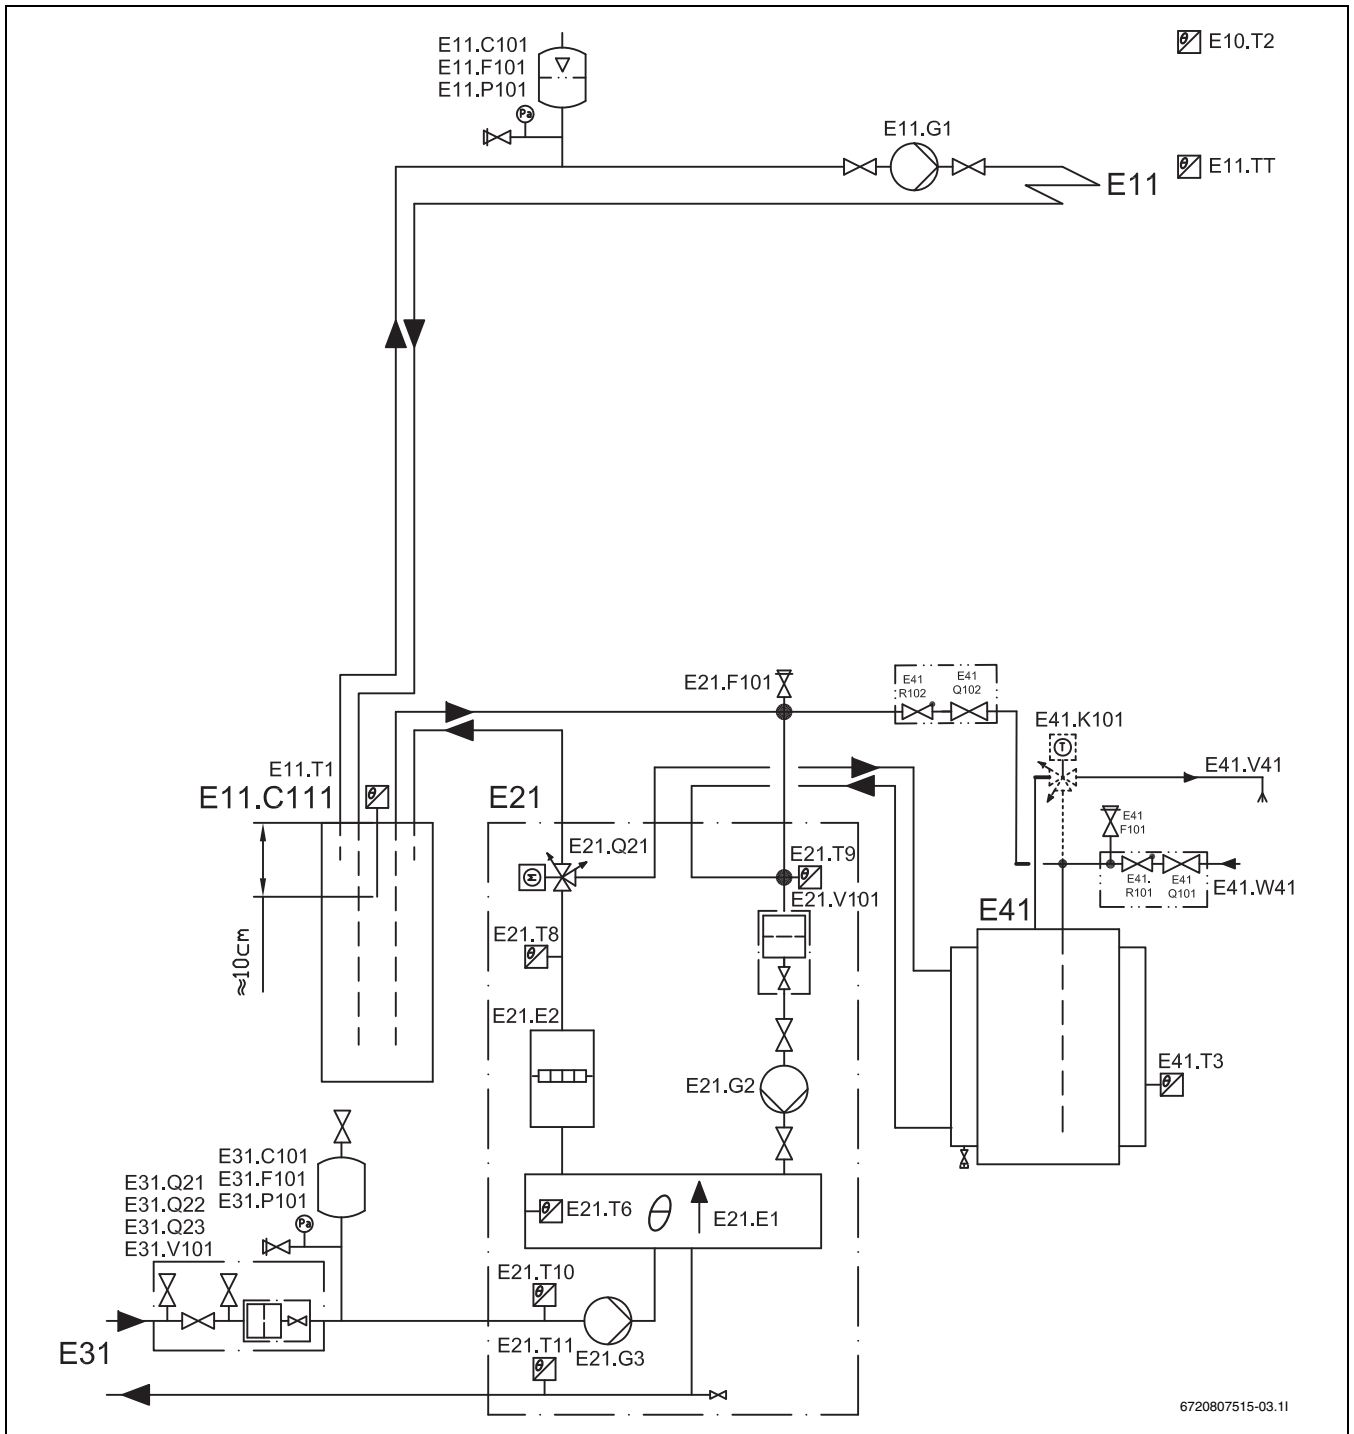 E11.C101
E11.F101
E11.P101
Pa
E11.G1
θ E10.T2
θ E11.TT
E11
E21.F101
E41
R102
E41
Q102
E41.K101
T
E41.V41
E11.T1
E11.C111
θ
E21
E21.Q21
M
E21.T9
θ
E21.V101
E41
F101
E41.
R101
E41
Q101
E41.W41
E41
≈10cm
E21.T8
θ
E21.E2
E21.G2
E41.T3
θ
E31.C101
E31.F101
E31.P101
Pa
E31.Q21
E31.Q22
E31.Q23
E31.V101
θ E21.T6
θ
E21.E1
E21.T10
θ
E21.G3
E21.T11
θ
E31
6720807515-03.1I